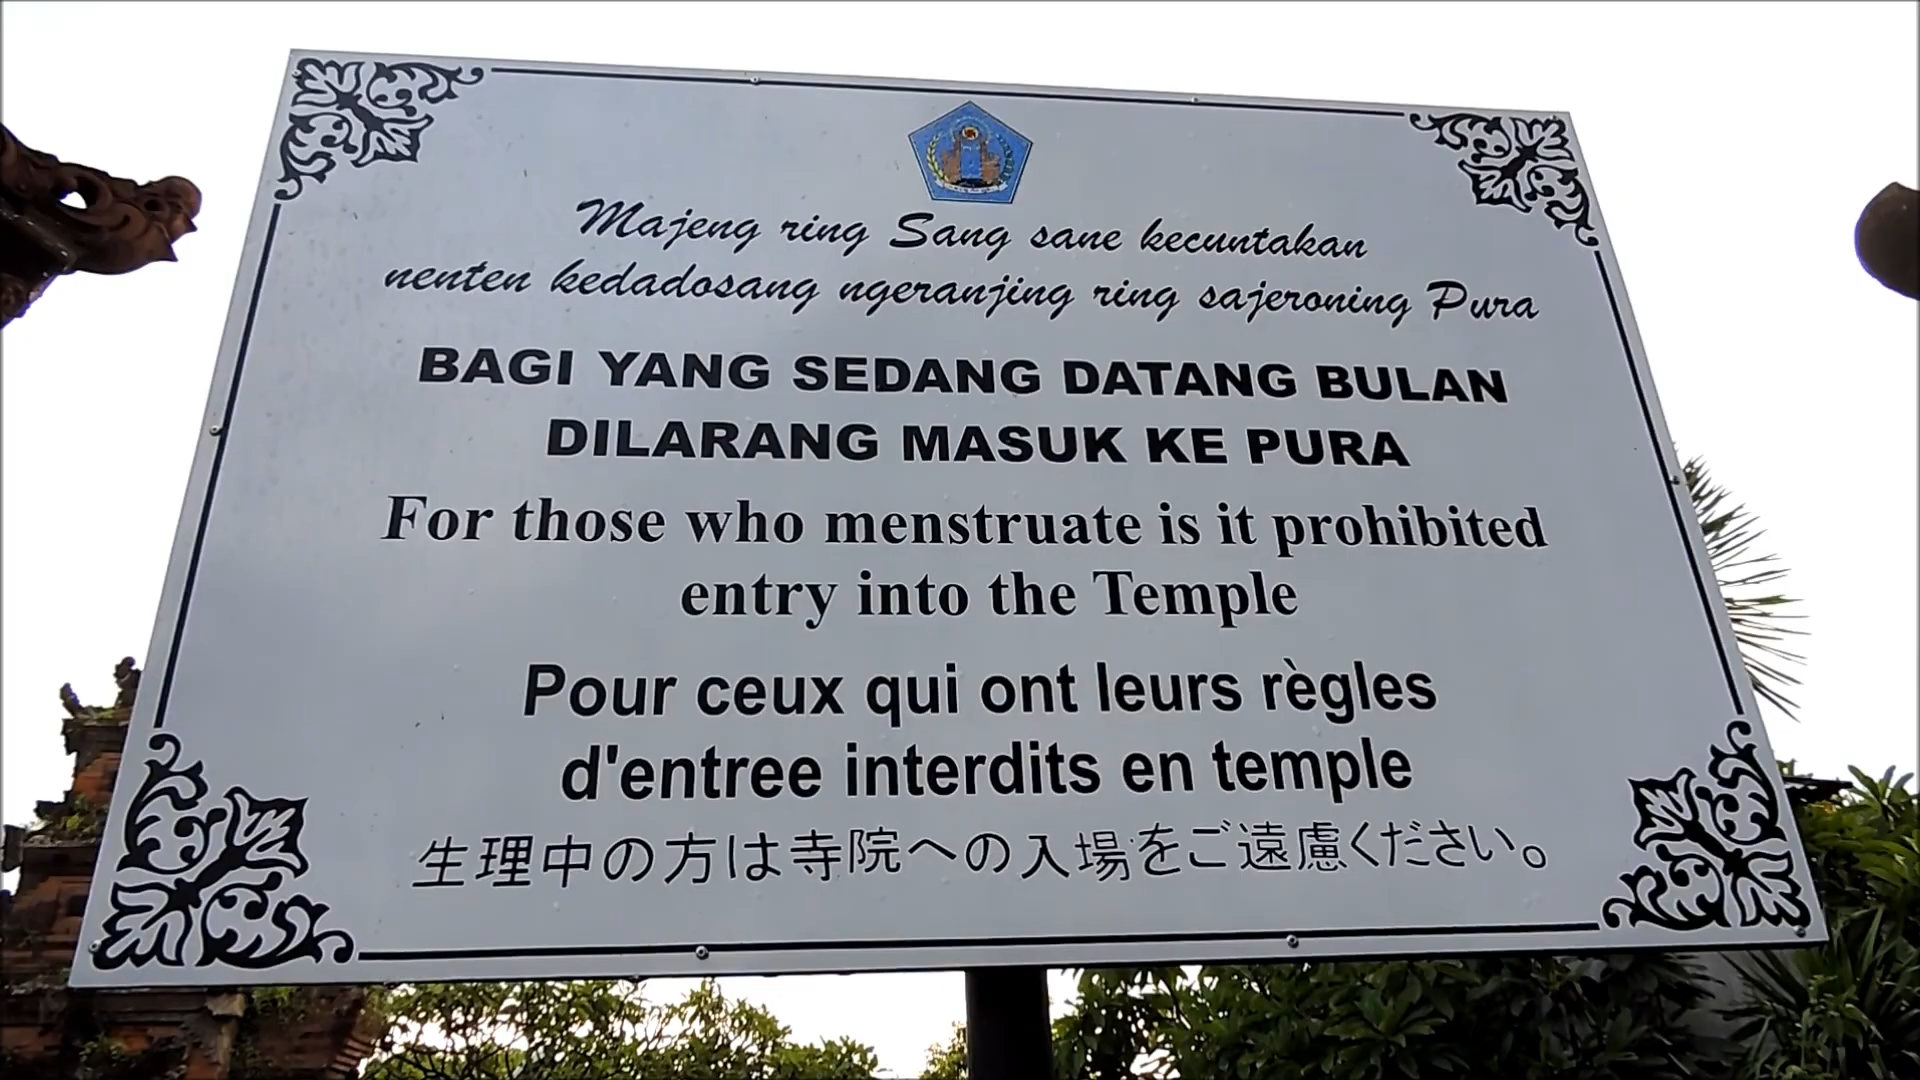 Majeng ring Sang sane kecuntakan
nenten kedadosang ngeranjing ring sajeroning Pura
BAGI YANG SEDANG DATANG BULAN
DILARANG MASUK KE PURA
For those who menstruate is it prohibited
entry into the Temple
Pour ceux qui ont leurs règles
d'entree interdits en temple
生理中の方は寺院への入場をご遠慮ください。